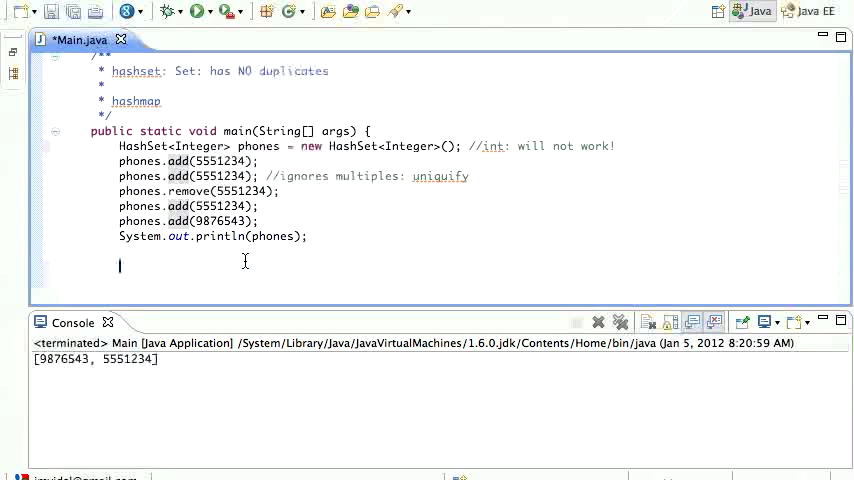 Java
Java EE
*Main.java
/**
* hashset: Set: has NO duplicates
*
* hashmap
*/
public static void main(String[] args) {
HashSet<Integer> phones = new HashSet<Integer>(); //int: will not work!
phones.add(5551234);
phones.add(5551234); //ignores multiples: uniquify
phones.remove(5551234);
phones.add(5551234);
phones.add(9876543);
System.out.println(phones);
Console
<terminated> Main [Java Application] /System/Library/Java/JavaVirtualMachines/1.6.0.jdk/Contents/Home/bin/java (Jan 5, 2012 8:20:59 AM)
[9876543, 5551234]